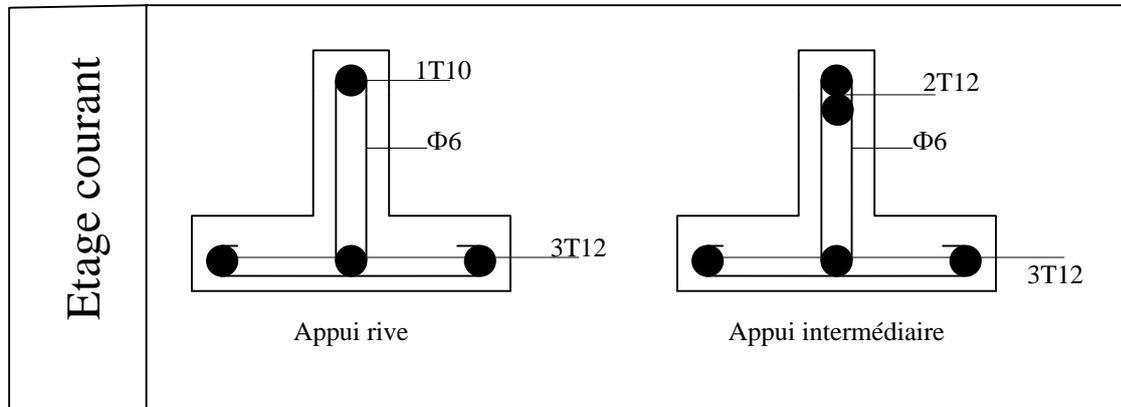 Etage courant
1T10
Φ6
3T12
Appui rive
2T12
Φ6
3T12
Appui intermédiaire